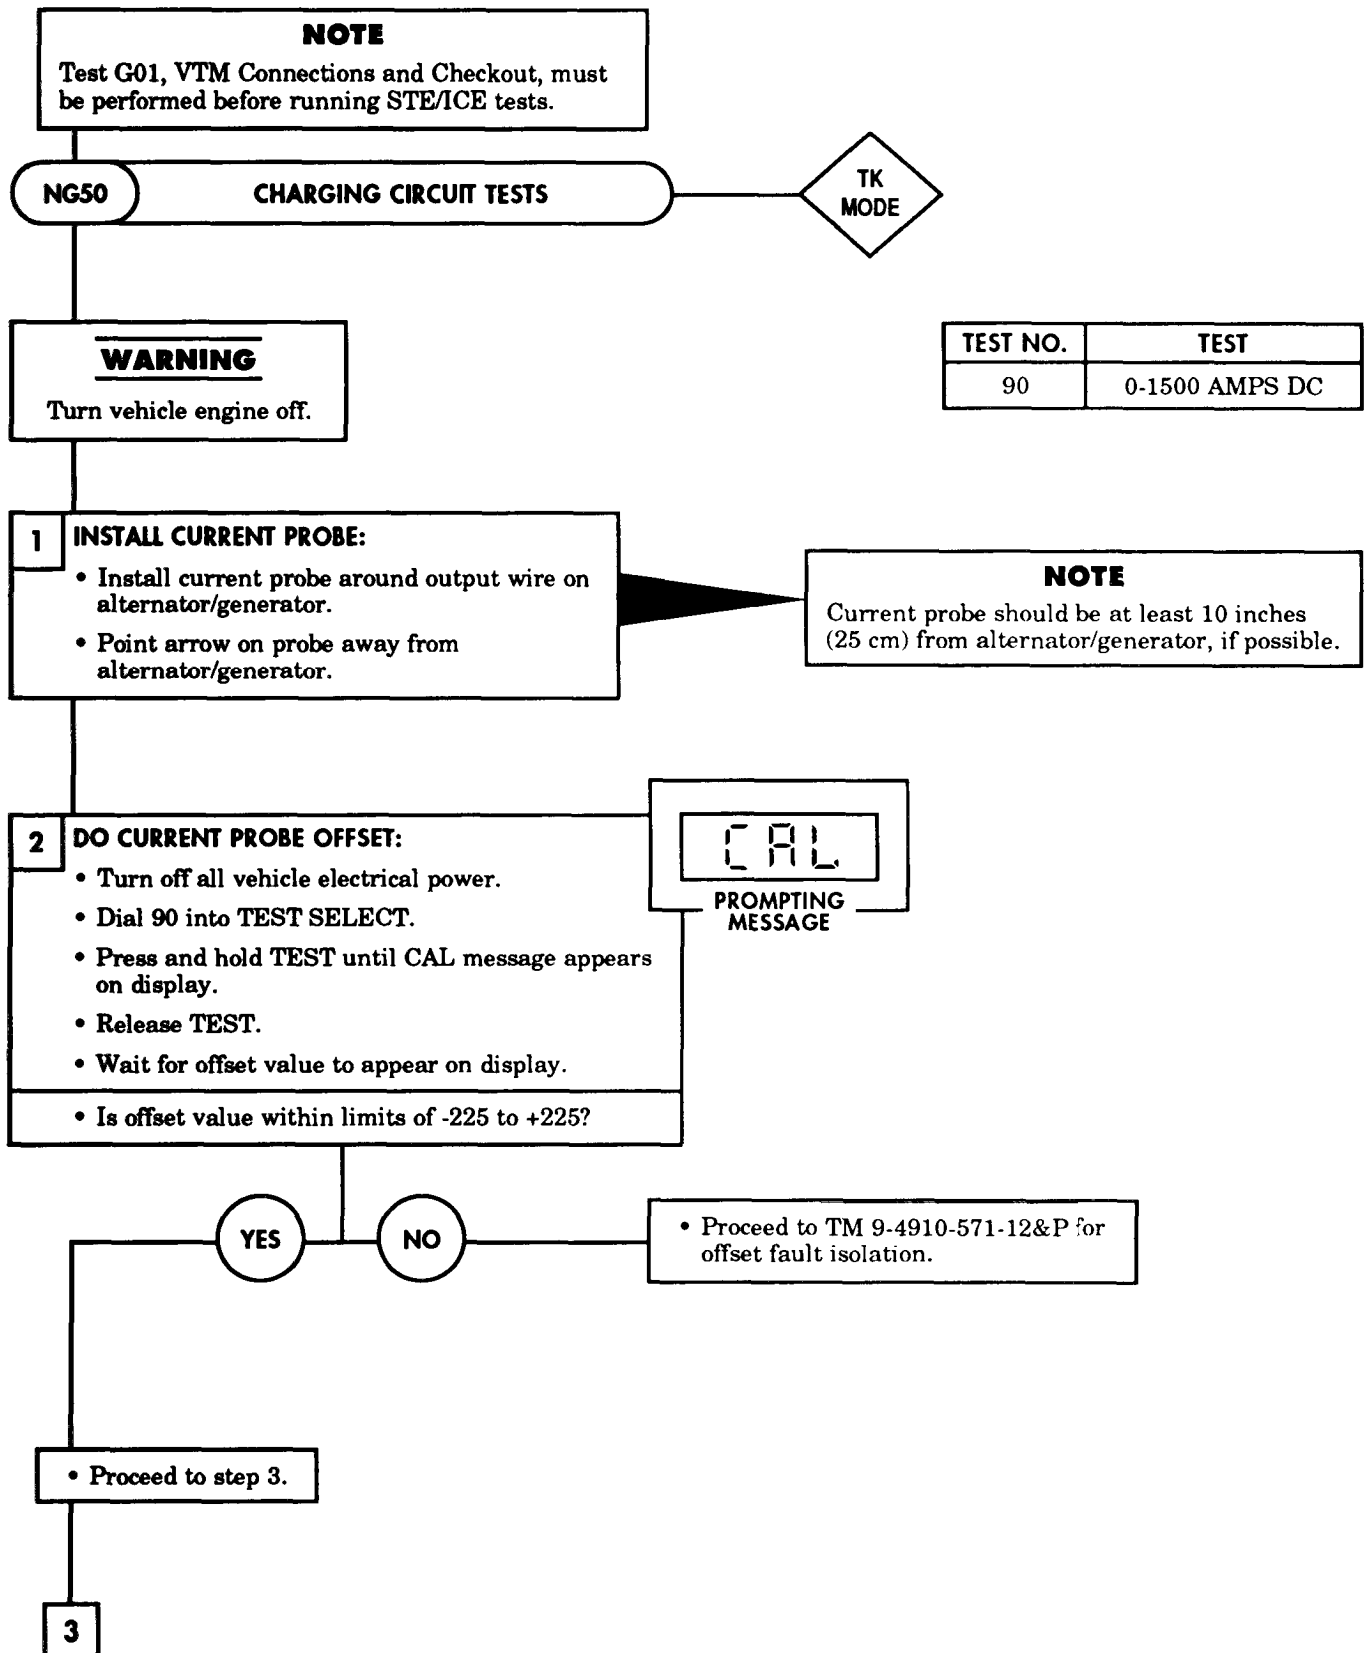 NOTE
Test G01, VTM Connections and Checkout, must
be performed before running STE/ICE tests.
NG50
CHARGING CIRCUIT TESTS
TK
MODE
WARNING
Turn vehicle engine off.
TEST NO.
TEST
90
0-1500 AMPS DC
1
INSTALL CURRENT PROBE:
• Install current probe around output wire on
alternator/generator.
• Point arrow on probe away from
alternator/generator.
NOTE
Current probe should be at least 10 inches
(25 cm) from alternator/generator, if possible.
2
DO CURRENT PROBE OFFSET:
• Turn off all vehicle electrical power.
• Dial 90 into TEST SELECT.
• Press and hold TEST until CAL message appears
on display.
• Release TEST.
• Wait for offset value to appear on display.
• Is offset value within limits of -225 to +225?
CAL
PROMPTING
MESSAGE
YES
NO
• Proceed to TM 9-4910-571-12&P for
offset fault isolation.
• Proceed to step 3.
3